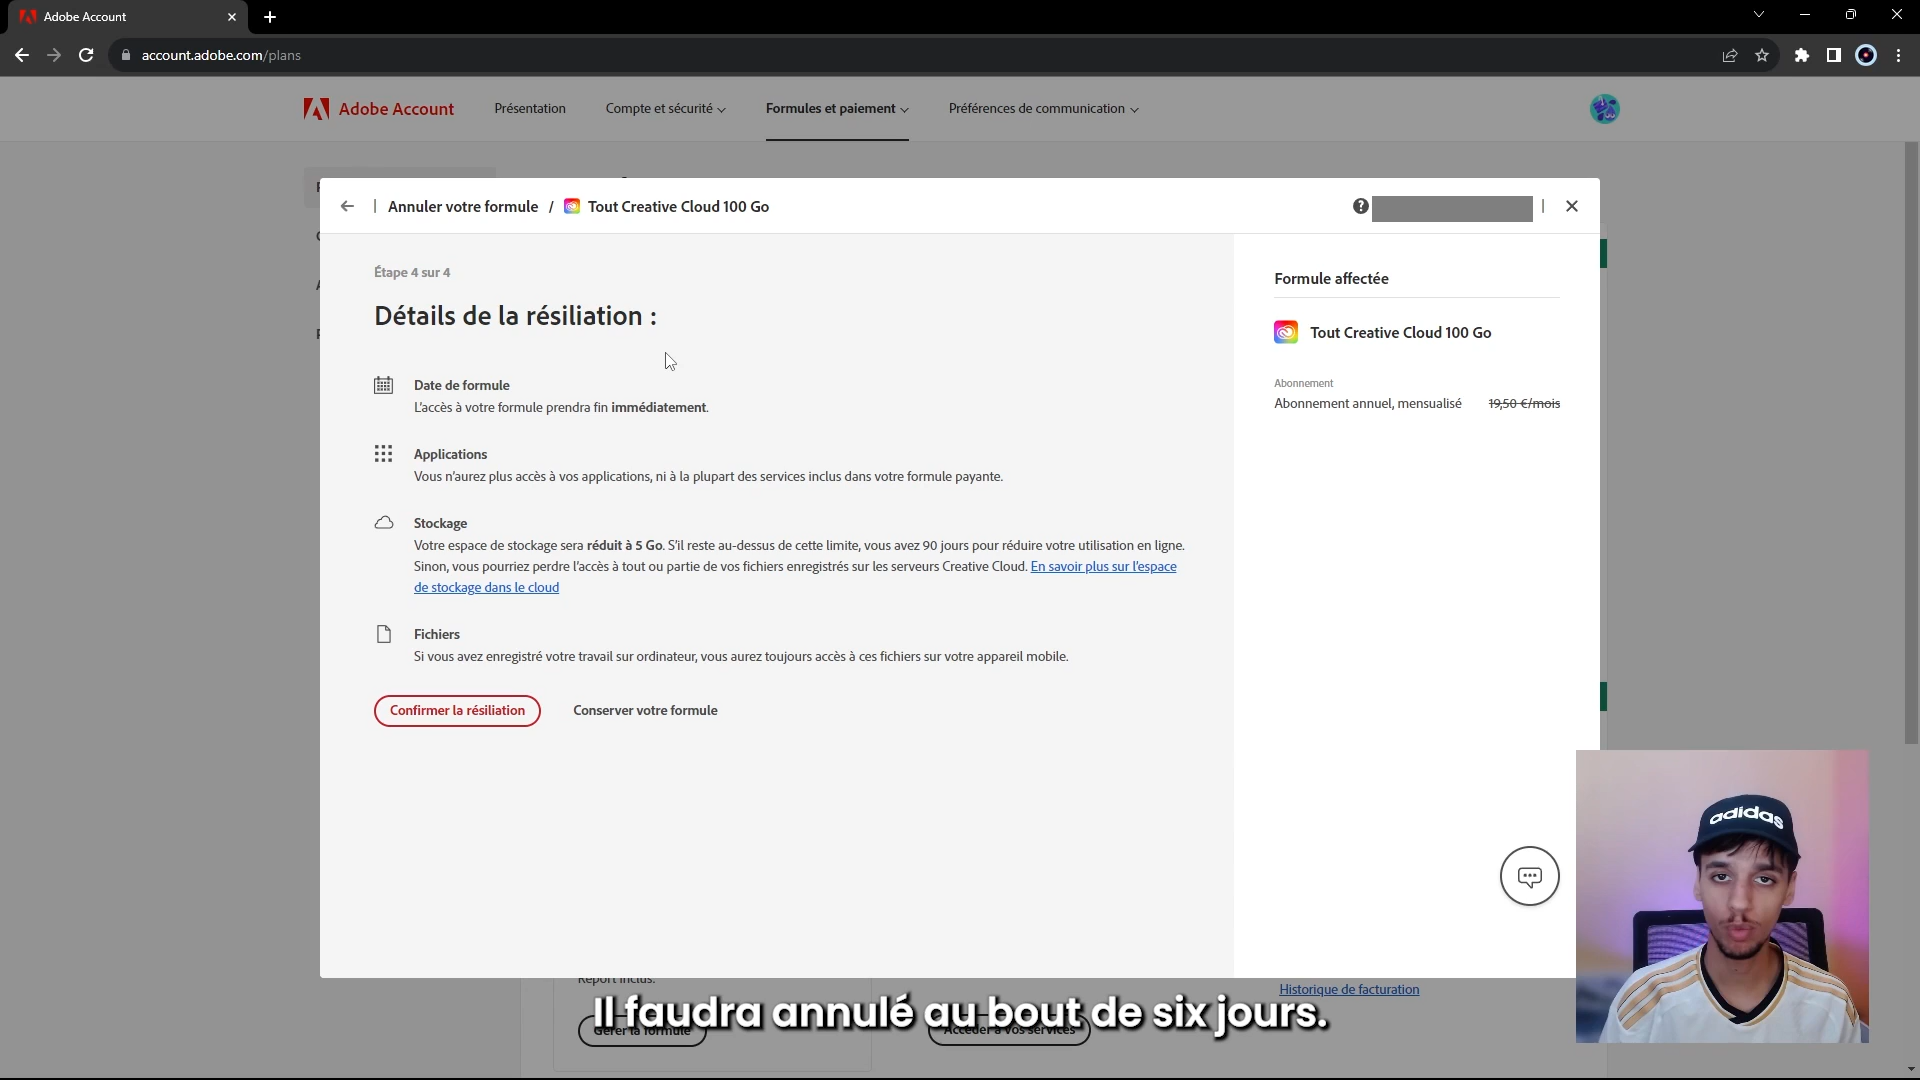 Adobe Account
account.adobe.com/plans
Adobe Account
Présentation
Compte et sécurité
Formules et paiement
Préférences de communication
Annuler votre formule / Tout Creative Cloud 100 Go
Étape 4 sur 4
Détails de la résiliation :
Date de formule
L'accès à votre formule prendra fin immédiatement.
Applications
Vous n'aurez plus accès à vos applications, ni à la plupart des services inclus dans votre formule payante.
Stockage
Votre espace de stockage sera réduit à 5 Go. S'il reste au-dessus de cette limite, vous avez 90 jours pour réduire votre utilisation en ligne.
Sinon, vous pourriez perdre l'accès à tout ou partie de vos fichiers enregistrés sur les serveurs Creative Cloud. En savoir plus sur l'espace
de stockage dans le cloud
Fichiers
Si vous avez enregistré votre travail sur ordinateur, vous aurez toujours accès à ces fichiers sur votre appareil mobile.
Confirmer la résiliation
Conserver votre formule
Formule affectée
Tout Creative Cloud 100 Go
Abonnement
Abonnement annuel, mensualisé 19,50 €/mois
adidas
Report inclus.
Historique de facturation
Gérer la formule
Accéder à vos services
Il faudra annulé au bout de six jours.